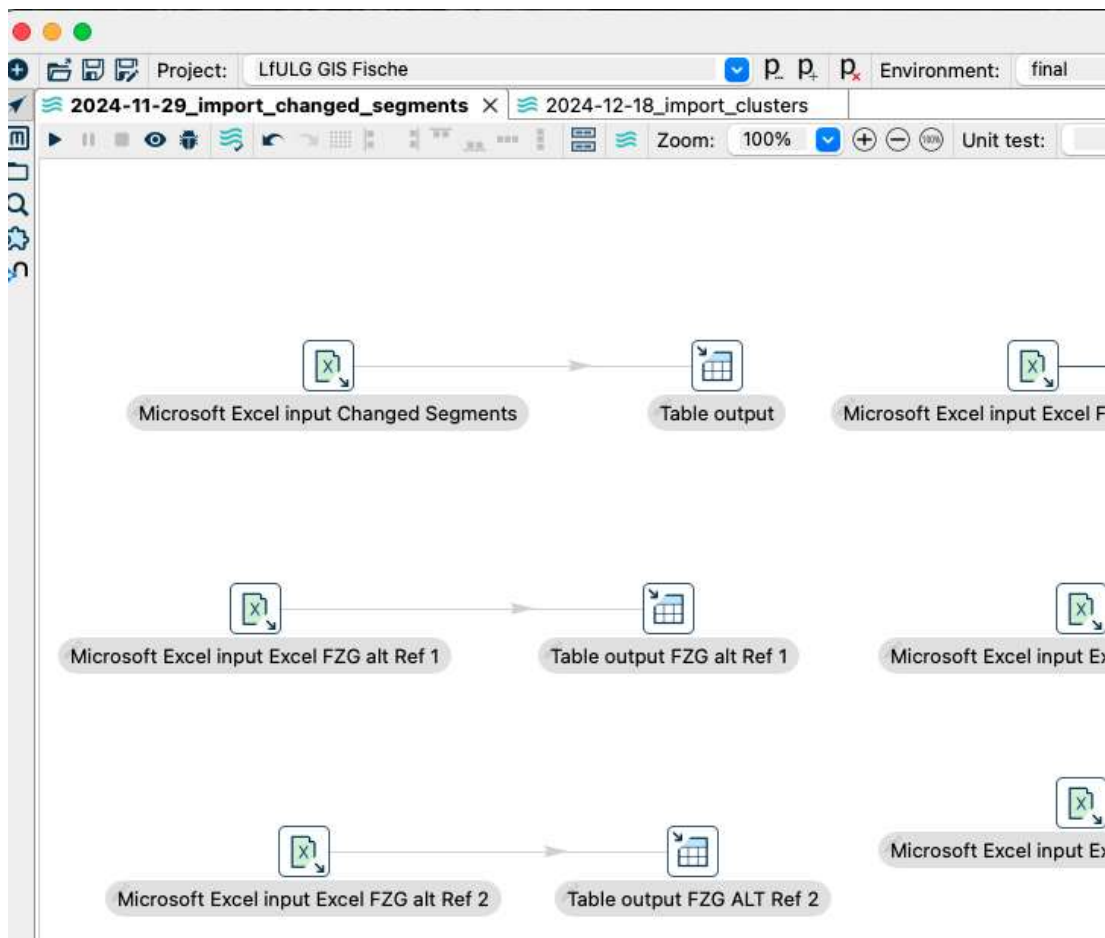 Project: LfULG GIS Fische Environment: final
2024-11-29_import_changed_segments 2024-12-18_import_clusters
Zoom: 100% 100% Unit test:
Microsoft Excel input Changed Segments Table output Microsoft Excel input Excel F
Microsoft Excel input Excel FZG alt Ref 1 Table output FZG alt Ref 1 Microsoft Excel input Ex
Microsoft Excel input Ex
Microsoft Excel input Excel FZG alt Ref 2 Table output FZG ALT Ref 2